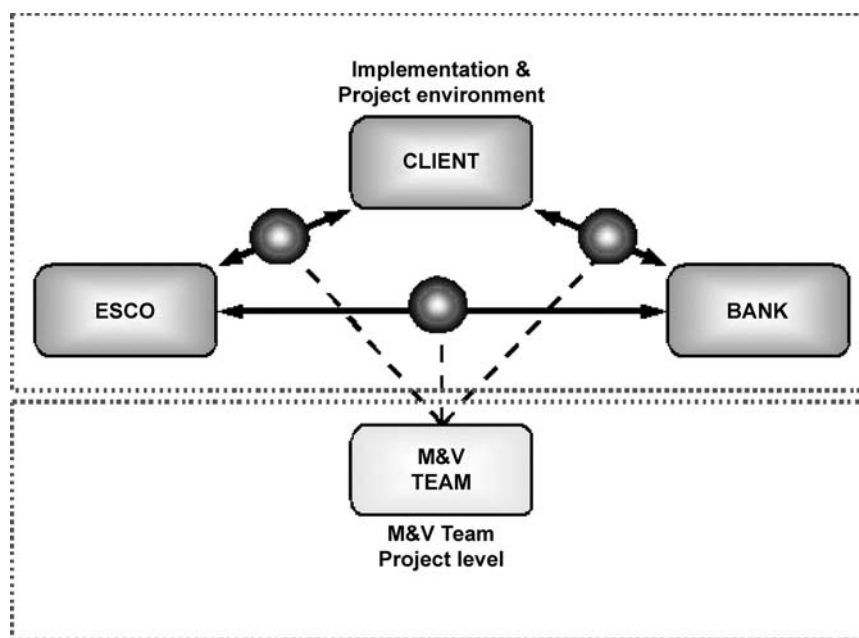 Implementation &
Project environment
CLIENT
ESCO
BANK
M&V
TEAM
M&V Team
Project level